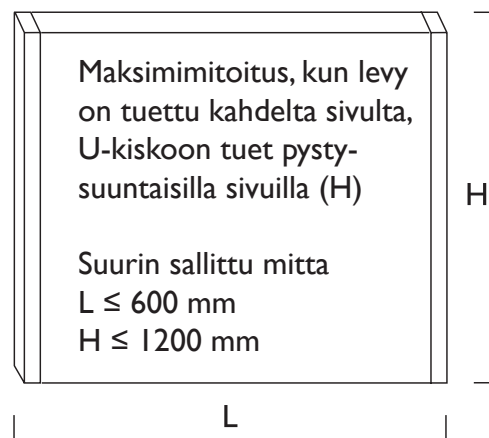 Maksimimitoitus, kun levy
on tuettu kahdelta sivulta,
U-kiskoon tuet pysty-
suuntaisilla sivuilla (H)
H
Suurin sallittu mitta
L ≤ 600 mm
H ≤ 1200 mm
L